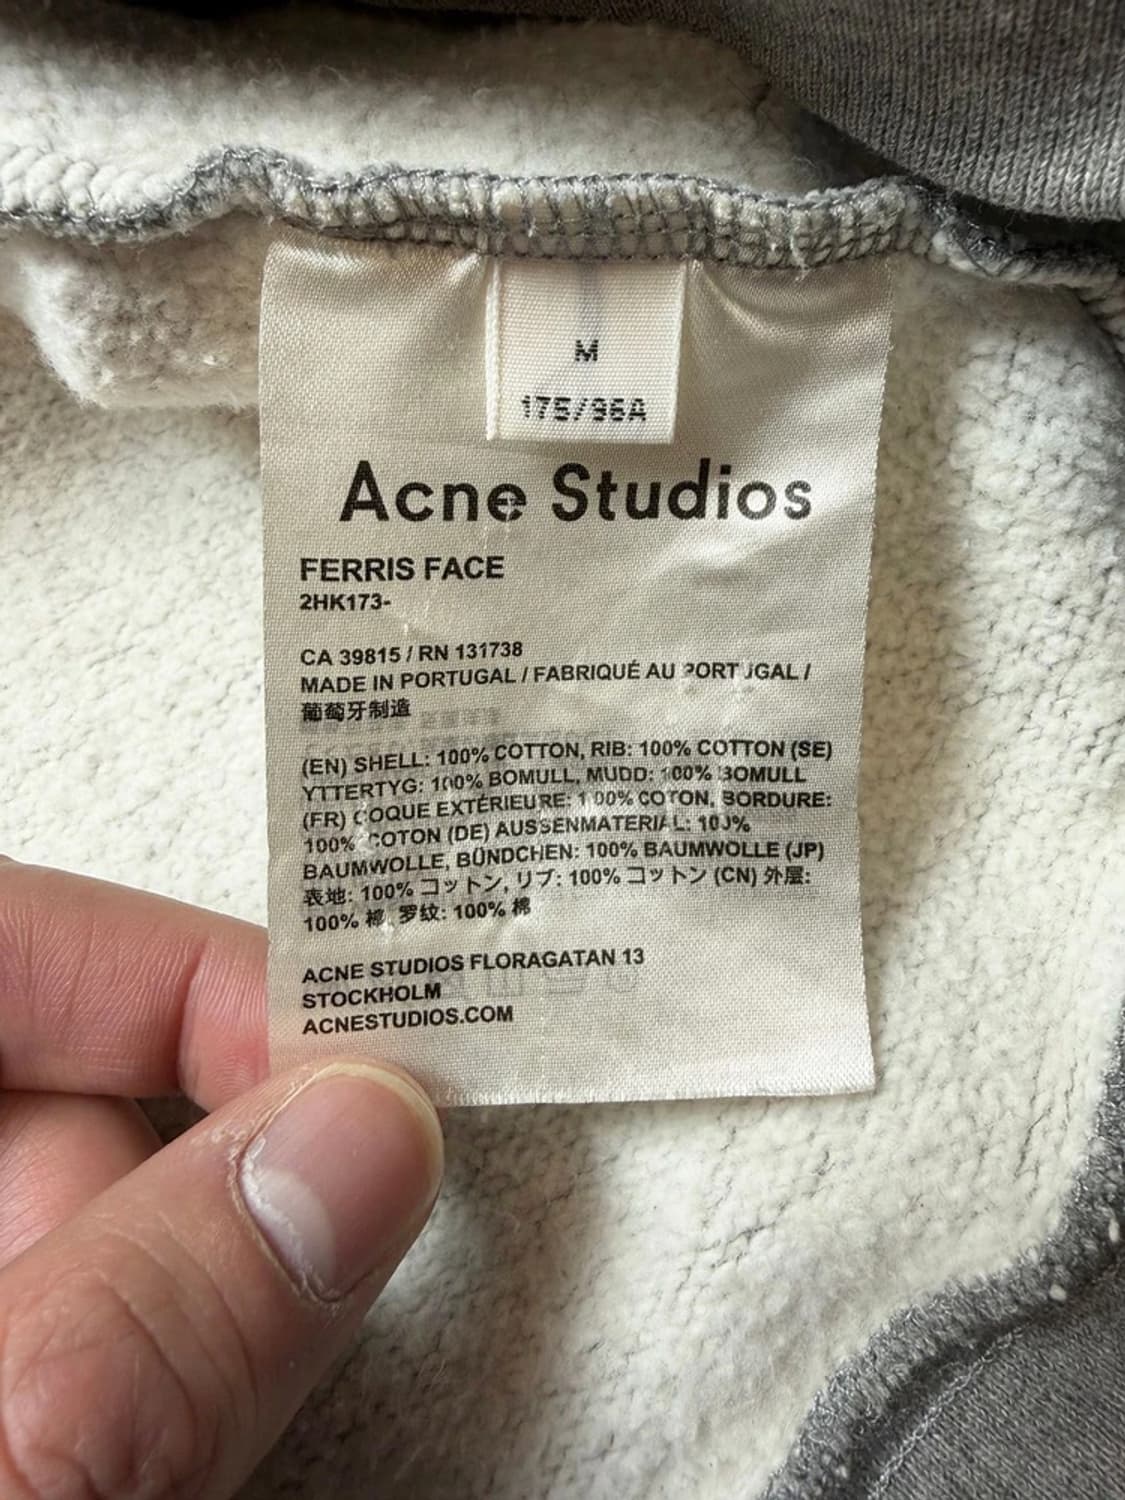 M
175/96A
Acne Studios
FERRIS FACE
2HK173-
CA 39815 / RN 131738
MADE IN PORTUGAL / FABRIQUÉ AU PORTUGAL /
葡萄牙制造
(EN) SHELL: 100% COTTON, RIB: 100% COTTON (SE)
YTTERTYG: 100% BOMULL, MUDD: 100% BOMULL
(FR) COQUE EXTÉRIEURE: 100% COTON, BORDURE:
100% COTON (DE) AUSSENMATERIAL: 100%
BAUMWOLLE, BÜNDCHEN: 100% BAUMWOLLE (JP)
表地: 100% コットン, リブ: 100% コットン (CN) 外层:
100% 棉, 罗纹: 100% 棉
ACNE STUDIOS FLORAGATAN 13
STOCKHOLM
ACNESTUDIOS.COM